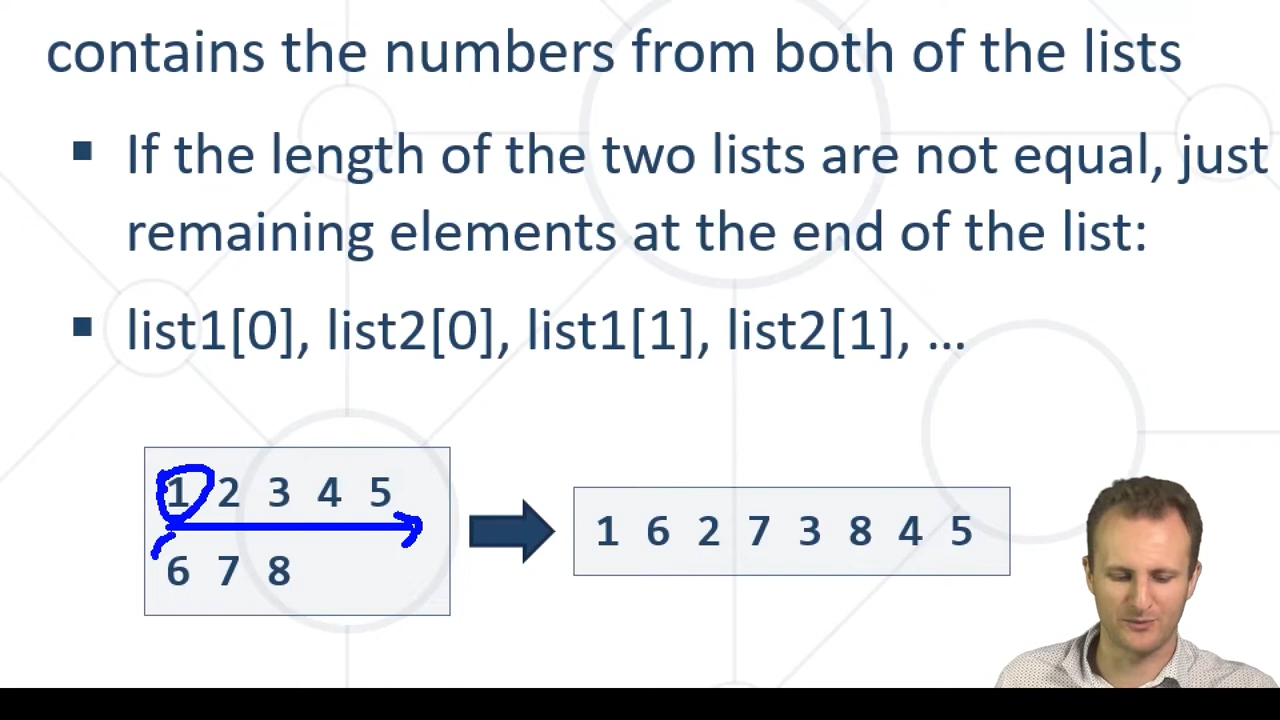 contains the numbers from both of the lists
▪ If the length of the two lists are not equal, just
remaining elements at the end of the list:
▪ list1[0], list2[0], list1[1], list2[1], …
1 2 3 4 5
6 7 8
1 6 2 7 3 8 4 5